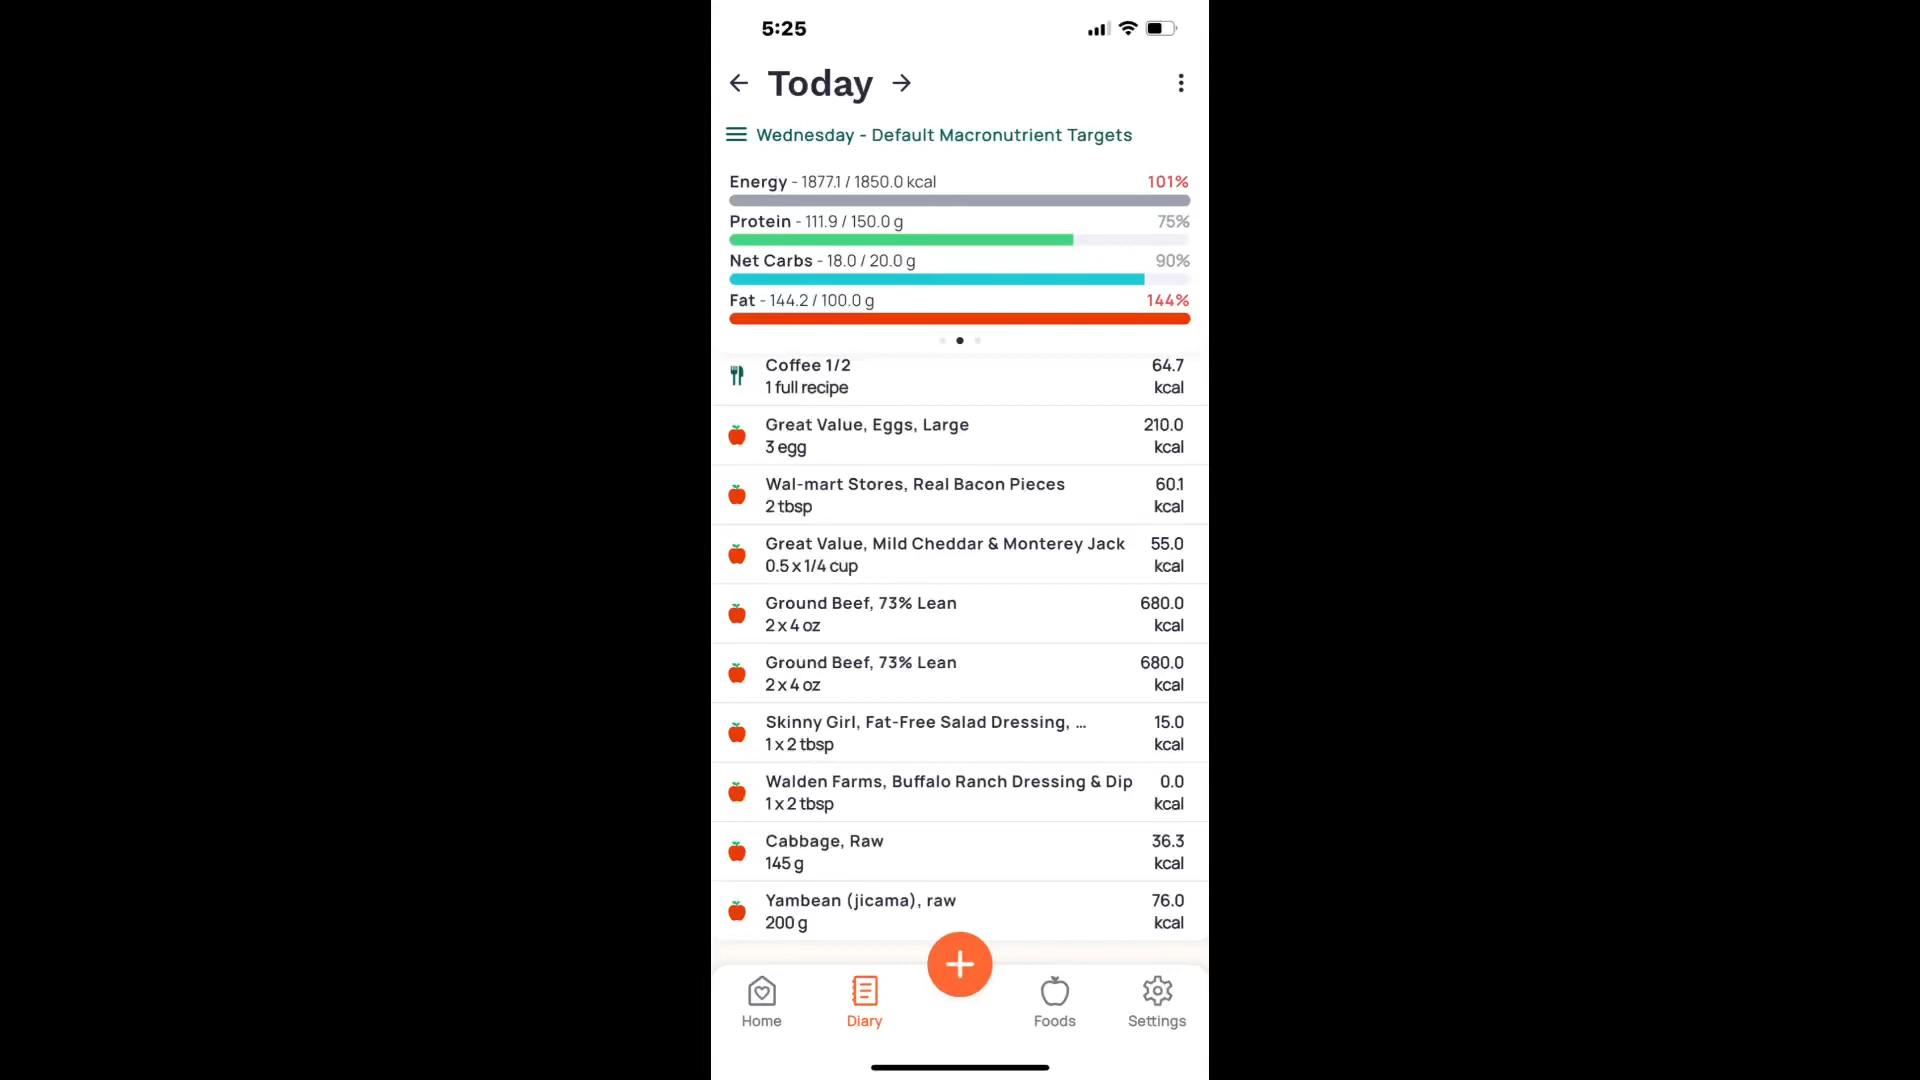 5:25
Today
Wednesday - Default Macronutrient Targets
Energy - 1877.1 / 1850.0 kcal 101%
Protein - 111.9 / 150.0 g 75%
Net Carbs - 18.0 / 20.0 g 90%
Fat - 144.2 / 100.0 g 144%
Coffee 1/2 64.7
1 full recipe kcal
Great Value, Eggs, Large 210.0
3 egg kcal
Wal-mart Stores, Real Bacon Pieces 60.1
2 tbsp kcal
Great Value, Mild Cheddar & Monterey Jack 55.0
0.5 x 1/4 cup kcal
Ground Beef, 73% Lean 680.0
2 x 4 oz kcal
Ground Beef, 73% Lean 680.0
2 x 4 oz kcal
Skinny Girl, Fat-Free Salad Dressing, ... 15.0
1 x 2 tbsp kcal
Walden Farms, Buffalo Ranch Dressing & Dip 0.0
1 x 2 tbsp kcal
Cabbage, Raw 36.3
145 g kcal
Yambean (jicama), raw 76.0
200 g kcal
Home Diary Foods Settings